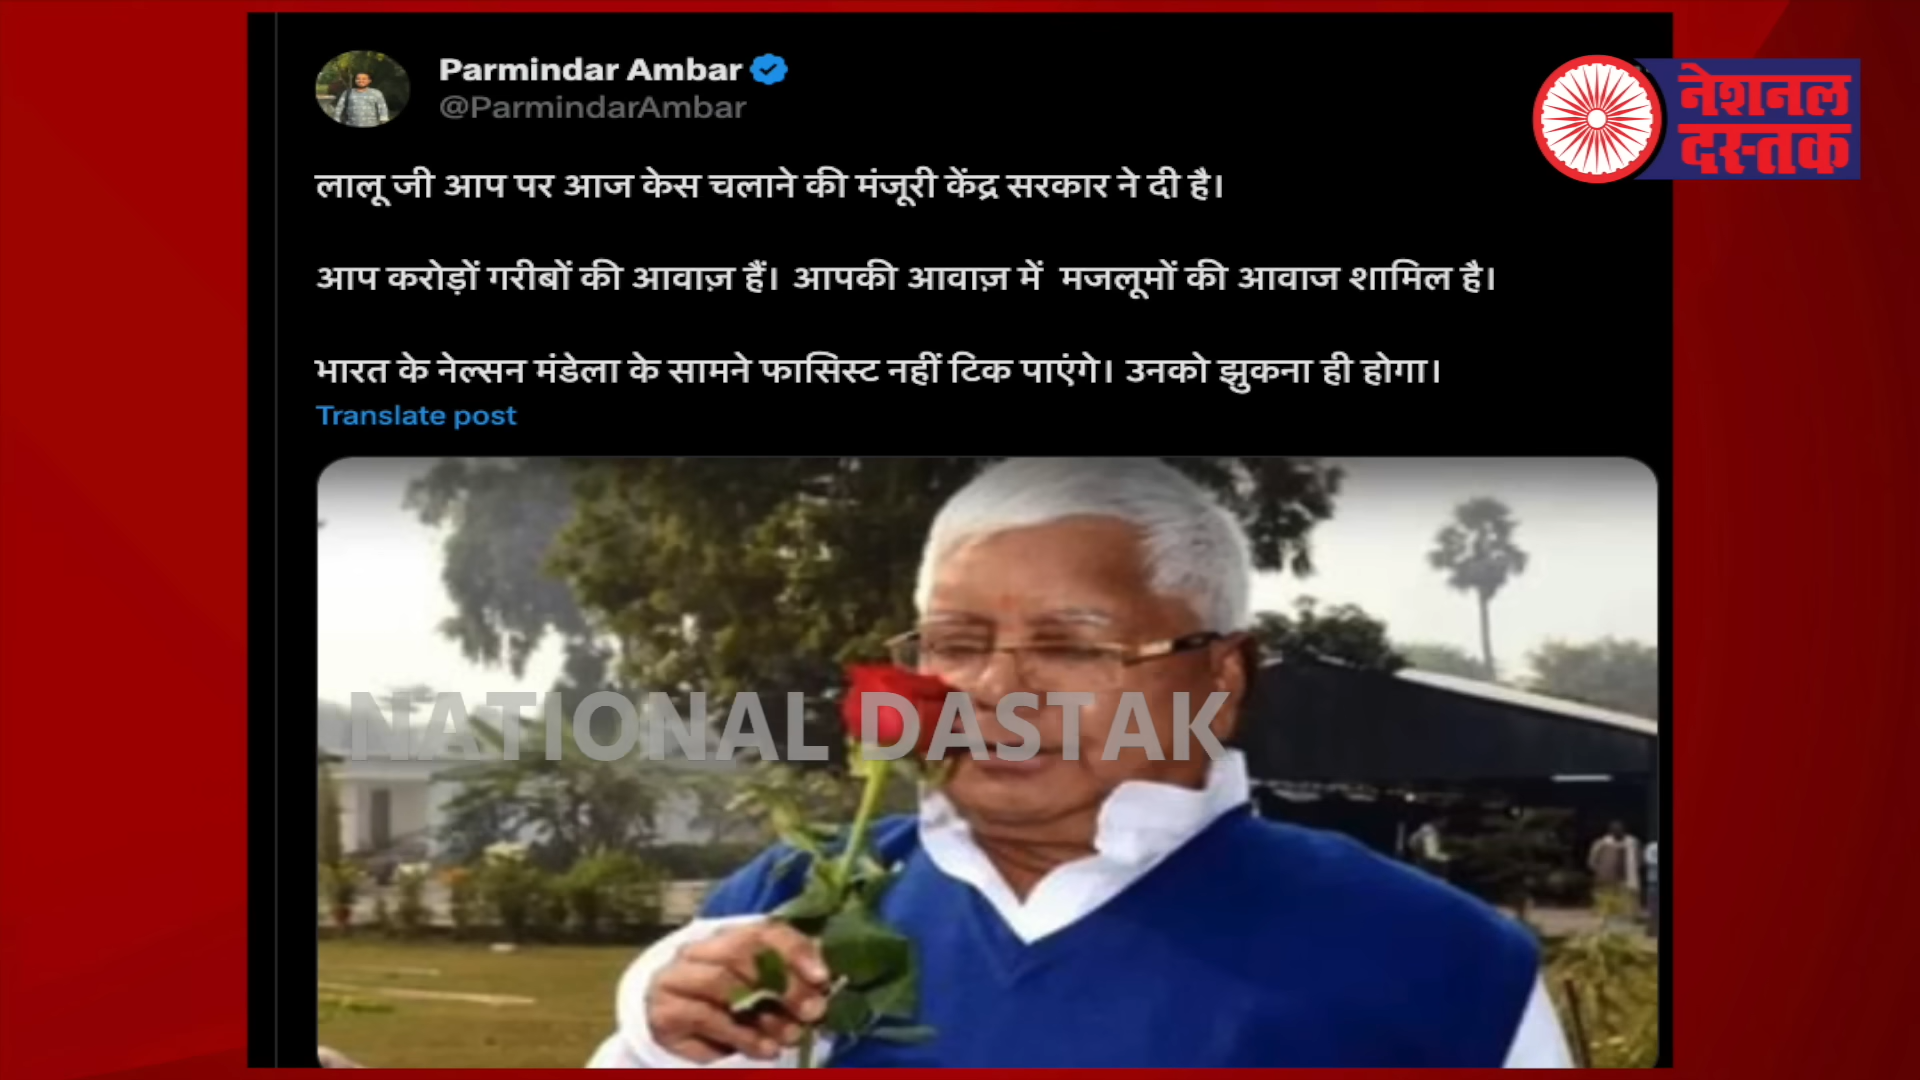 Parmindar Ambar
@ParmindarAmbar
नेशनल
दस्तक
लालू जी आप पर आज केस चलाने की मंजूरी केंद्र सरकार ने दी है।
आप करोड़ों गरीबों की आवाज़ हैं। आपकी आवाज़ में मजलूमों की आवाज शामिल है।
भारत के नेल्सन मंडेला के सामने फासिस्ट नहीं टिक पाएंगे। उनको झुकना ही होगा।
Translate post
NATIONAL DASTAK